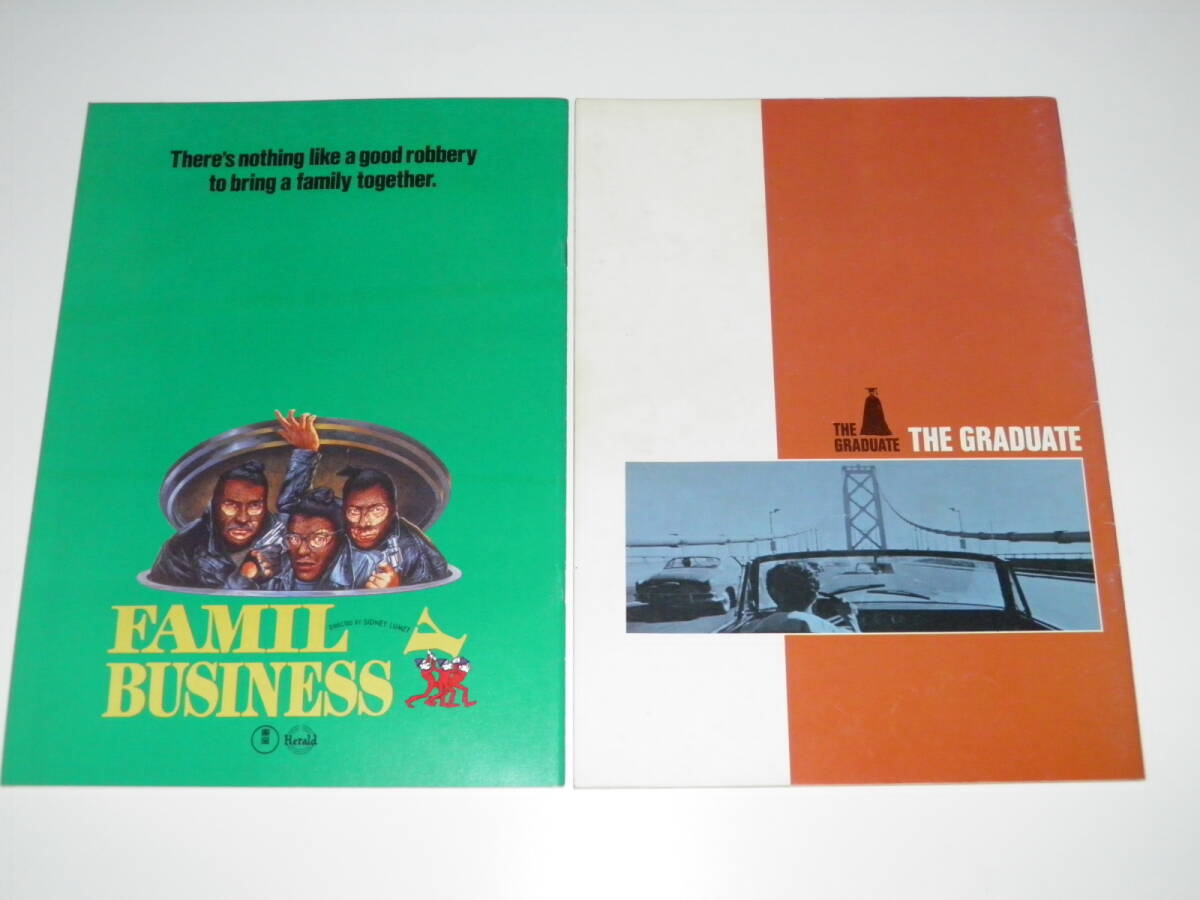 There's nothing like a good robbery
to bring a family together.
FAMIL
Y
DIRECTED BY SIDNEY LUMET
BUSINESS
Herald
THE
GRADUATE
THE GRADUATE